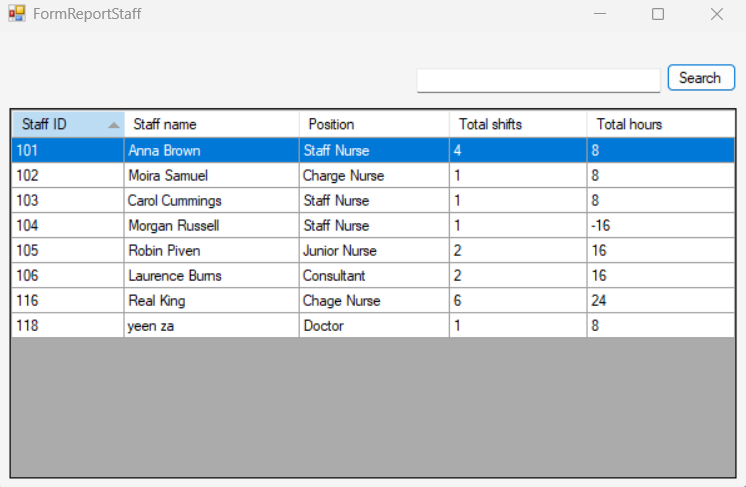 FormReportStaff
Search
Staff ID Staff name Position Total shifts Total hours
101 Anna Brown Staff Nurse 4 8
102 Moira Samuel Charge Nurse 1 8
103 Carol Cummings Staff Nurse 1 8
104 Morgan Russell Staff Nurse 1 -16
105 Robin Piven Junior Nurse 2 16
106 Laurence Burns Consultant 2 16
116 Real King Chage Nurse 6 24
118 yeen za Doctor 1 8